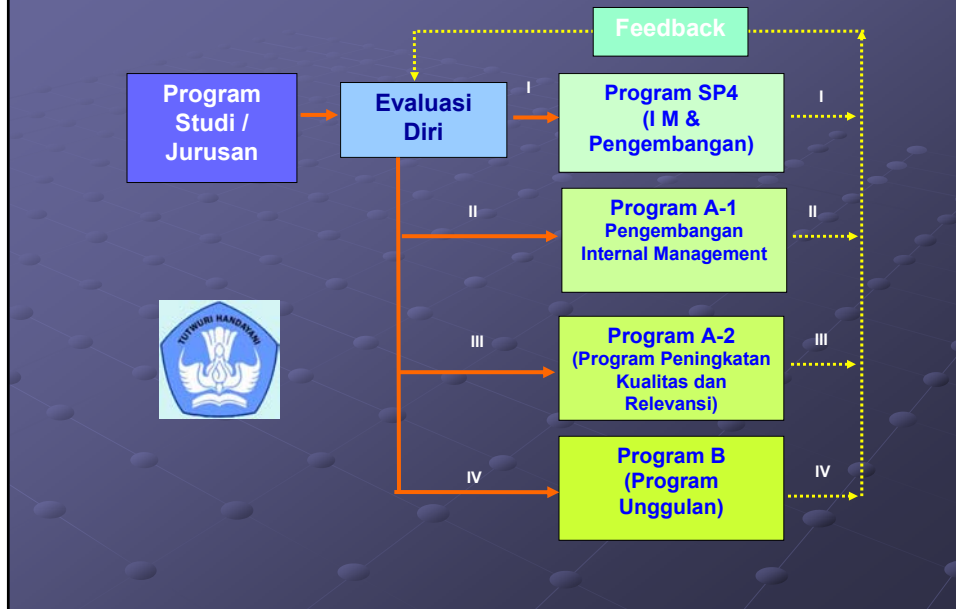 Feedback
Program
Studi /
Jurusan
Evaluasi
Diri
I
Program SP4
(I M &
Pengembangan)
I
II
Program A-1
Pengembangan
Internal Management
II
TUTWURI HANDAYANI
III
Program A-2
(Program Peningkatan
Kualitas dan
Relevansi)
III
IV
Program B
(Program
Unggulan)
IV